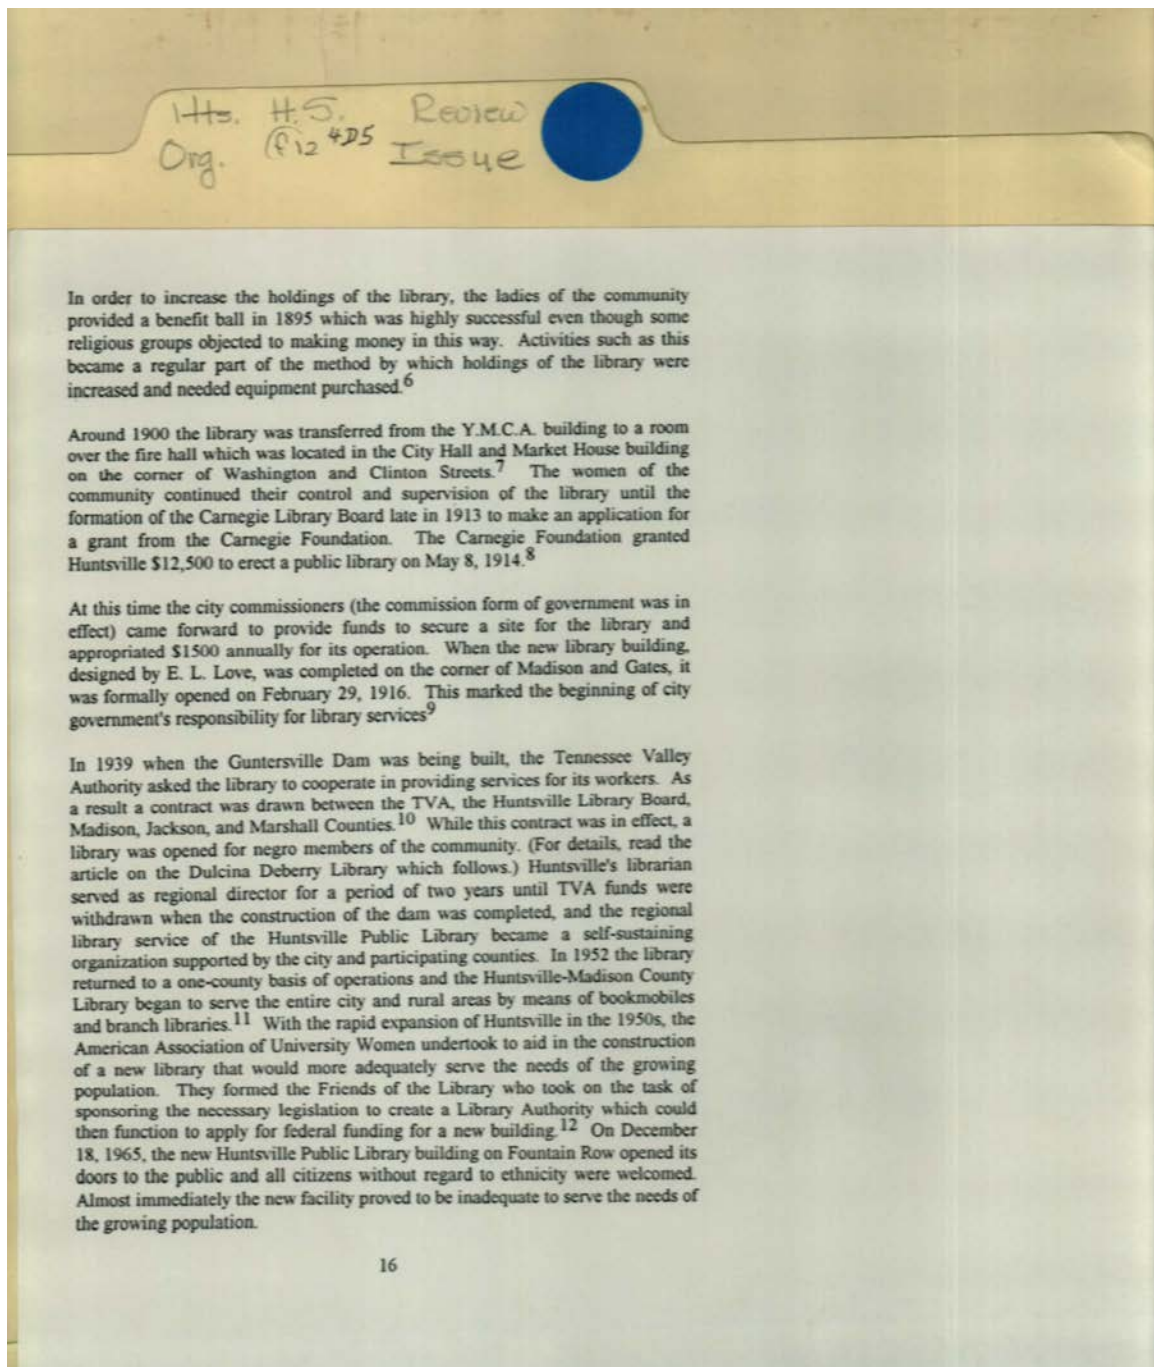 Hts. H.S. Review
Org. f12 4D5 Issue
In order to increase the holdings of the library, the ladies of the community
provided a benefit ball in 1895 which was highly successful even though some
religious groups objected to making money in this way. Activities such as this
became a regular part of the method by which holdings of the library were
increased and needed equipment purchased.6
Around 1900 the library was transferred from the Y.M.C.A. building to a room
over the fire hall which was located in the City Hall and Market House building
on the corner of Washington and Clinton Streets.7 The women of the
community continued their control and supervision of the library until the
formation of the Carnegie Library Board late in 1913 to make an application for
a grant from the Carnegie Foundation. The Carnegie Foundation granted
Huntsville $12,500 to erect a public library on May 8, 1914.8
At this time the city commissioners (the commission form of government was in
effect) came forward to provide funds to secure a site for the library and
appropriated $1500 annually for its operation. When the new library building,
designed by E. L. Love, was completed on the corner of Madison and Gates, it
was formally opened on February 29, 1916. This marked the beginning of city
government's responsibility for library services9
In 1939 when the Guntersville Dam was being built, the Tennessee Valley
Authority asked the library to cooperate in providing services for its workers. As
a result a contract was drawn between the TVA, the Huntsville Library Board,
Madison, Jackson, and Marshall Counties.10 While this contract was in effect, a
library was opened for negro members of the community. (For details, read the
article on the Dulcina Deberry Library which follows.) Huntsville's librarian
served as regional director for a period of two years until TVA funds were
withdrawn when the construction of the dam was completed, and the regional
library service of the Huntsville Public Library became a self-sustaining
organization supported by the city and participating counties. In 1952 the library
returned to a one-county basis of operations and the Huntsville-Madison County
Library began to serve the entire city and rural areas by means of bookmobiles
and branch libraries.11 With the rapid expansion of Huntsville in the 1950s, the
American Association of University Women undertook to aid in the construction
of a new library that would more adequately serve the needs of the growing
population. They formed the Friends of the Library who took on the task of
sponsoring the necessary legislation to create a Library Authority which could
then function to apply for federal funding for a new building.12 On December
18, 1965, the new Huntsville Public Library building on Fountain Row opened its
doors to the public and all citizens without regard to ethnicity were welcomed.
Almost immediately the new facility proved to be inadequate to serve the needs of
the growing population.
16